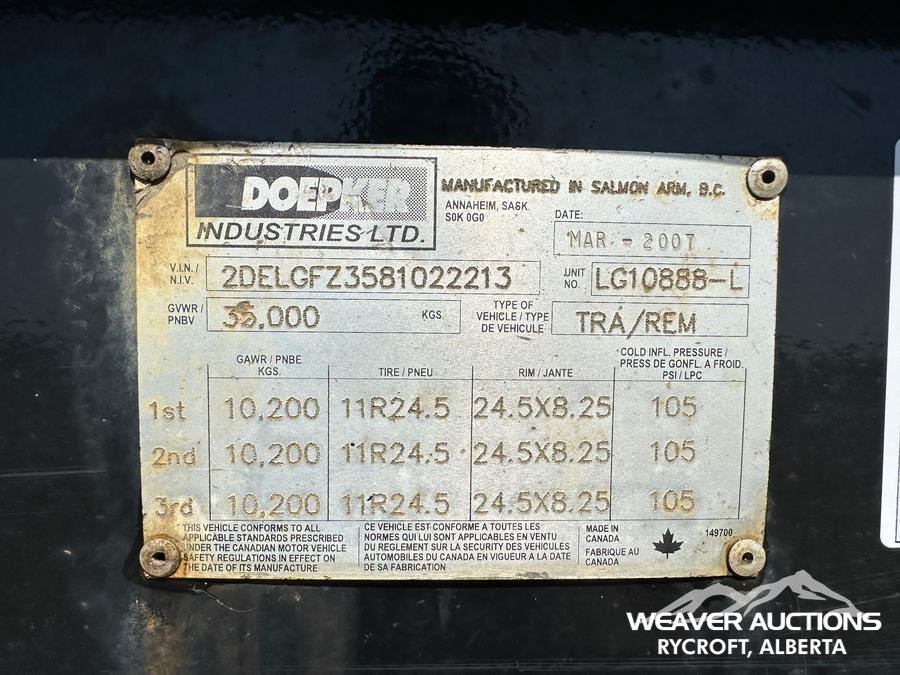 DOEPKER
INDUSTRIES LTD.
MANUFACTURED IN SALMON ARM, B.C.
ANNAHEIM, SASK.
S0K 0G0
DATE:
MAR - 2007
V.I.N. /
N.I.V.
2DELGFZ3581022213
UNIT
NO.
LG10888-L
GVWR /
PNBV
,000
KGS.
TYPE OF
VEHICLE / TYPE
DE VEHICULE
TRA/REM
GAWR / PNBE
KGS.
TIRE / PNEU
RIM / JANTE
COLD INFL. PRESSURE /
PRESS DE GONFL. A FROID.
PSI / LPC
1st 10,200 11R24.5 24.5X8.25 105
2nd 10,200 11R24.5 24.5X8.25 105
3rd 10,200 11R24.5 24.5X8.25 105
THIS VEHICLE CONFORMS TO ALL
APPLICABLE STANDARDS PRESCRIBED
UNDER THE CANADIAN MOTOR VEHICLE
SAFETY REGULATIONS IN EFFECT ON
THE DATE OF ITS MANUFACTURE
CE VEHICLE EST CONFORME A TOUTES LES
NORMES QUI LUI SONT APPLICABLES EN VENTU
DU REGLEMENT SUR LA SECURITY DES VEHICULES
AUTOMOBILES DU CANADA EN VIGUEUR A LA DATE
DE SA FABRICATION
MADE IN
CANADA
FABRIQUE AU
CANADA
149700
WEAVER AUCTIONS
RYCROFT, ALBERTA